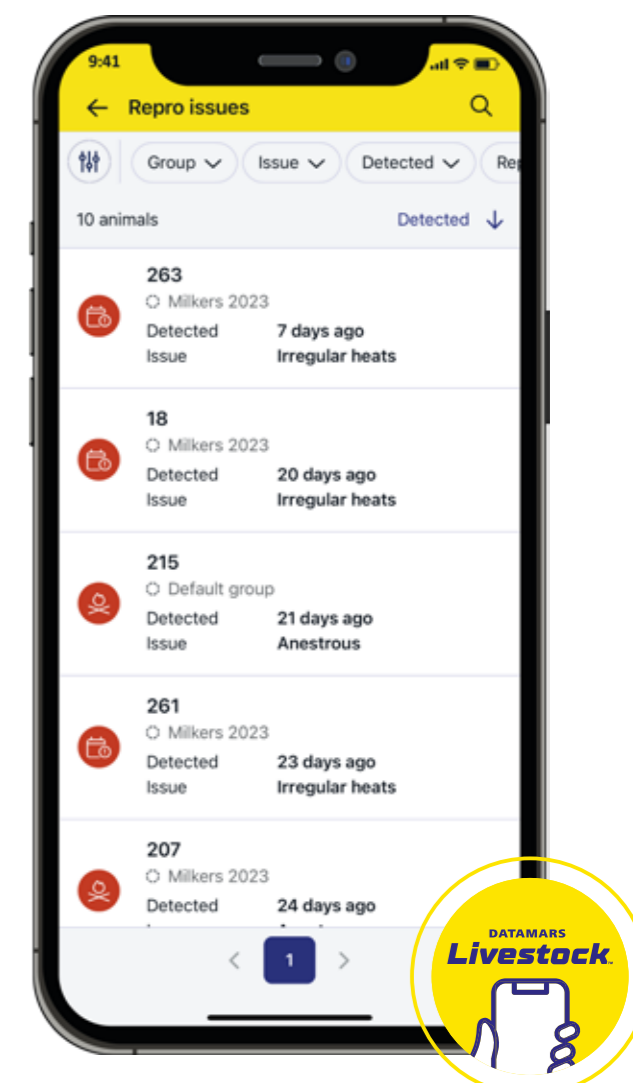 9:41
Repro issues
Group Issue Detected
10 animals Detected
263
Milkers 2023
Detected 7 days ago
Issue Irregular heats
18
Milkers 2023
Detected 20 days ago
Issue Irregular heats
215
Default group
Detected 21 days ago
Issue Anestrous
261
Milkers 2023
Detected 23 days ago
Issue Irregular heats
207
Milkers 2023
Detected 24 days ago
1
DATAMARS
Livestock